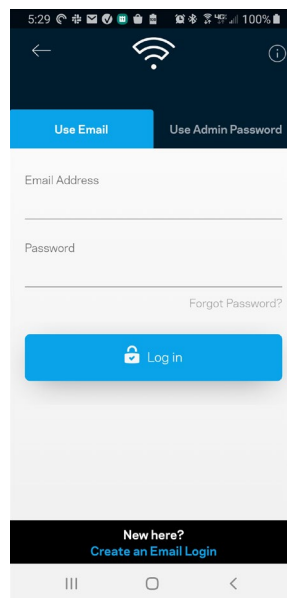 5:29 100%
Use Email Use Admin Password
Email Address
Password
Forgot Password?
Log in
New here?
Create an Email Login